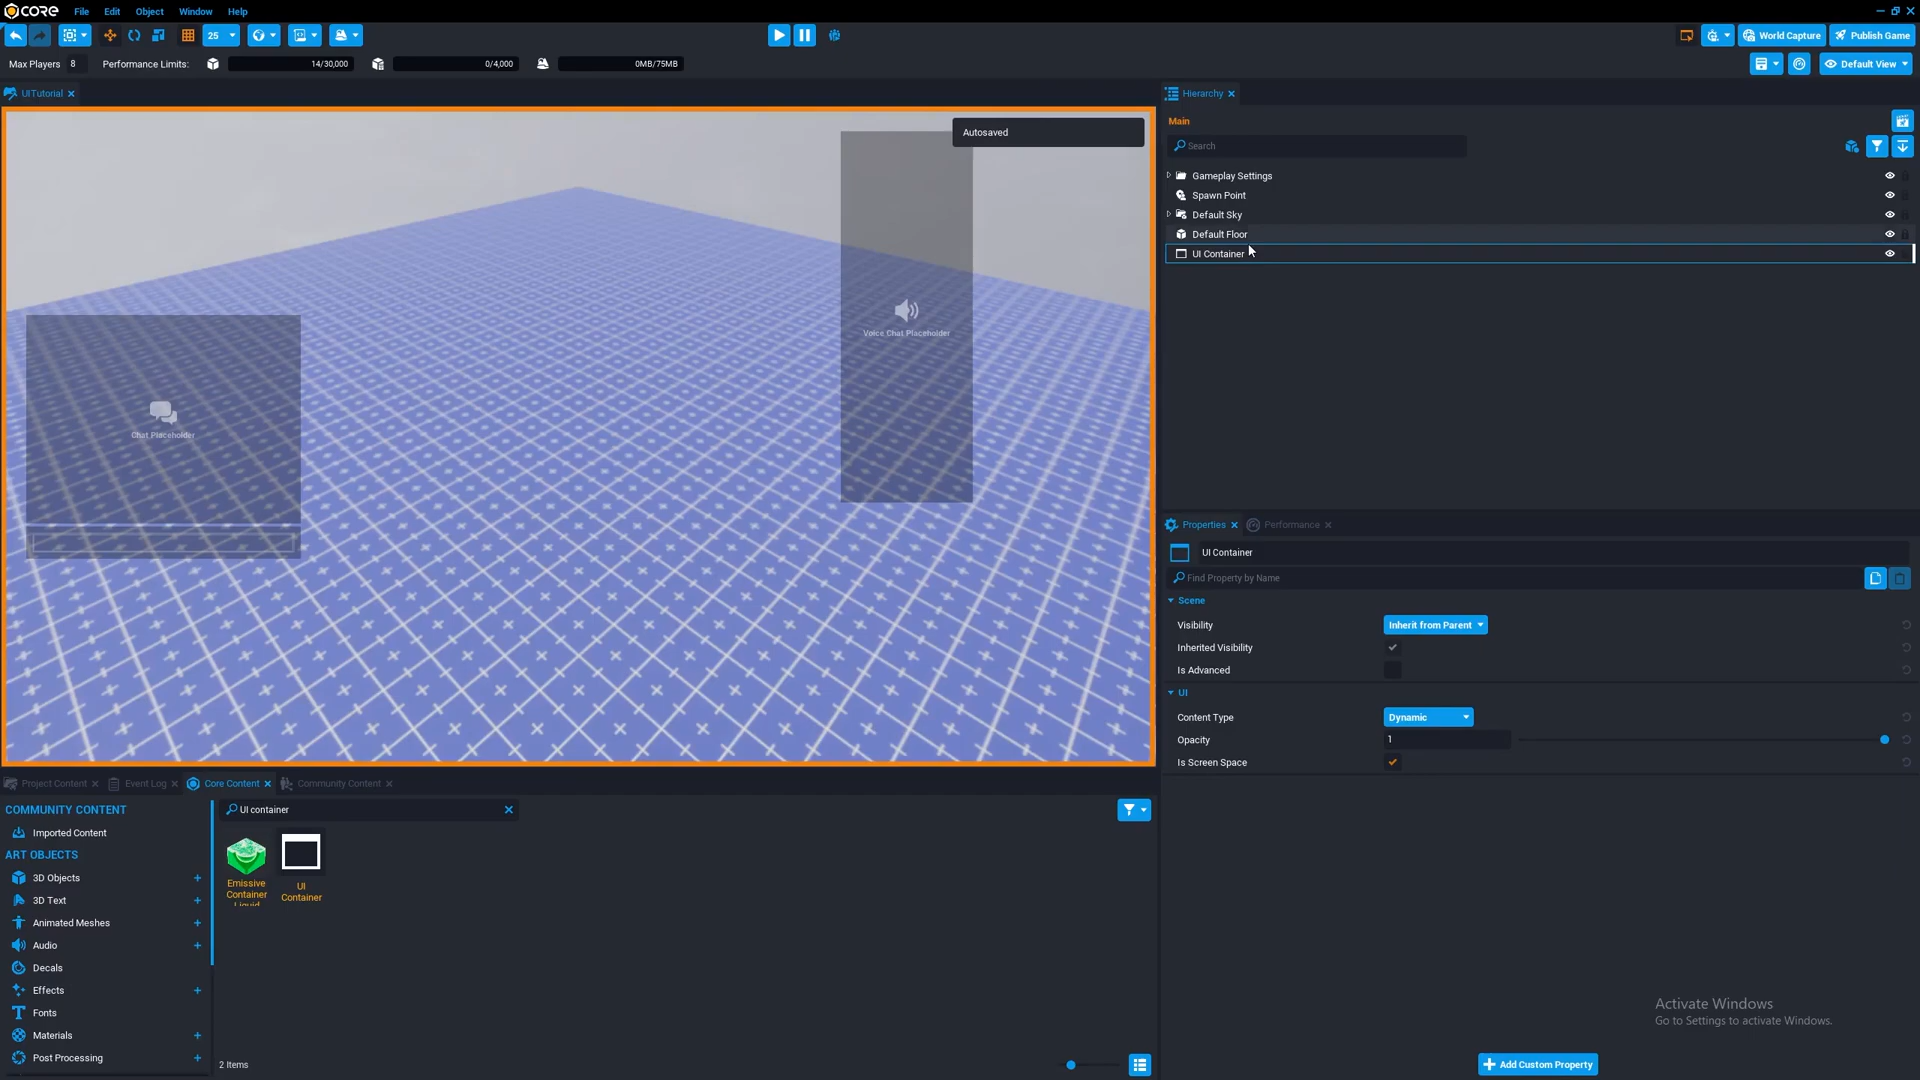 CORE File Edit Object Window Help
25 World Capture Publish Game
Max Players 8 Performance Limits: 14/30,000 0/4,000 0MB/75MB Default View
UITutorial
Autosaved
Voice Chat Placeholder
Chat Placeholder
Hierarchy
Main
Search
Gameplay Settings
Spawn Point
Default Sky
Default Floor
UI Container
Properties Performance
UI Container
Find Property by Name
Scene
Visibility Inherit from Parent
Inherited Visibility
Is Advanced
UI
Content Type Dynamic
Opacity 1
Is Screen Space
Project Content Event Log Core Content Community Content
COMMUNITY CONTENT
Imported Content
ART OBJECTS
3D Objects
3D Text
Animated Meshes
Audio
Decals
Effects
Fonts
Materials
Post Processing
UI container
Emissive
Container
Liquid
UI
Container
2 Items
Activate Windows
Go to Settings to activate Windows.
Add Custom Property